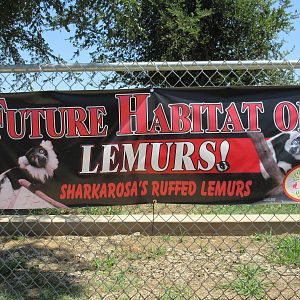 FUTURE HABITAT OF
LEMURS!
SHARKAROSA'S RUFFED LEMURS